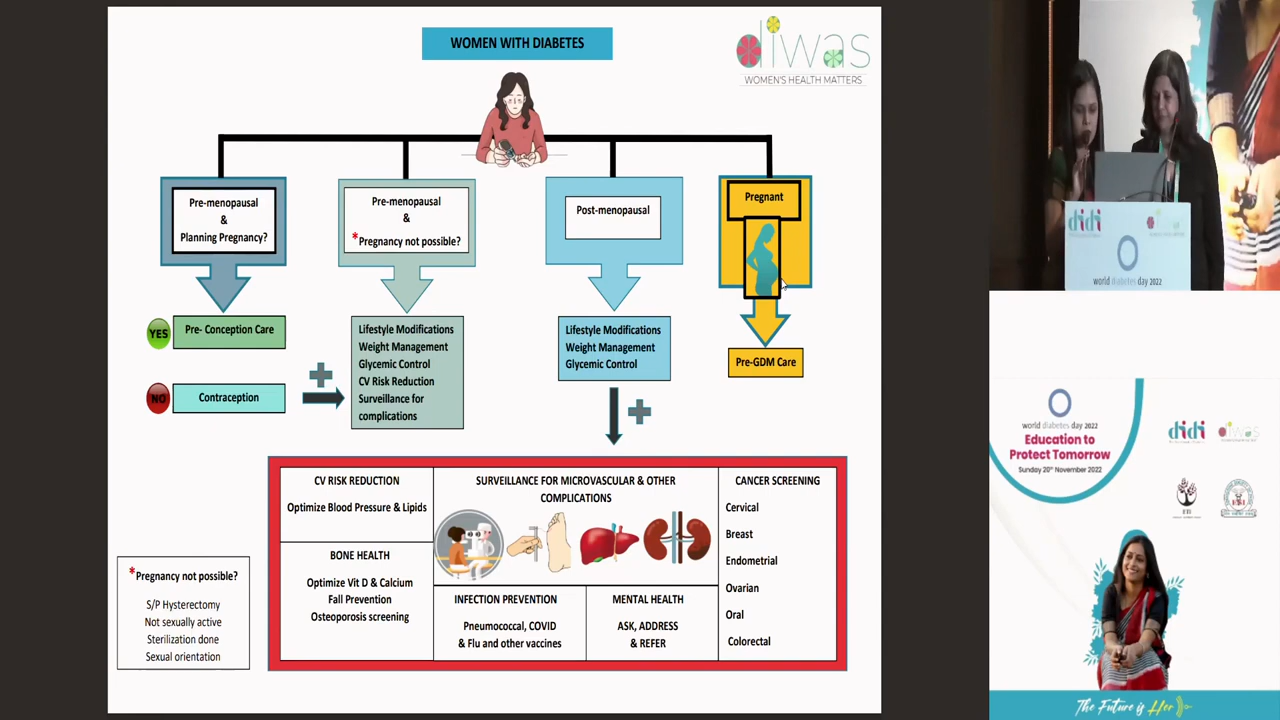 WOMEN WITH DIABETES
diwas
WOMEN'S HEALTH MATTERS
Pre-menopausal
&
Planning Pregnancy?
Pre-menopausal
&
*Pregnancy not possible?
Post-menopausal
Pregnant
YES
Pre- Conception Care
NO
Contraception
Lifestyle Modifications
Weight Management
Glycemic Control
CV Risk Reduction
Surveillance for
complications
Lifestyle Modifications
Weight Management
Glycemic Control
Pre-GDM Care
CV RISK REDUCTION
Optimize Blood Pressure & Lipids
BONE HEALTH
Optimize Vit D & Calcium
Fall Prevention
Osteoporosis screening
SURVEILLANCE FOR MICROVASCULAR & OTHER
COMPLICATIONS
INFECTION PREVENTION
Pneumococcal, COVID
& Flu and other vaccines
MENTAL HEALTH
ASK, ADDRESS
& REFER
CANCER SCREENING
Cervical
Breast
Endometrial
Ovarian
Oral
Colorectal
*Pregnancy not possible?
S/P Hysterectomy
Not sexually active
Sterilization done
Sexual orientation
didi
world diabetes day 2022
world diabetes day 2022
Education to
Protect Tomorrow
Sunday 20th November 2022
didi
diwas
The Future is Her